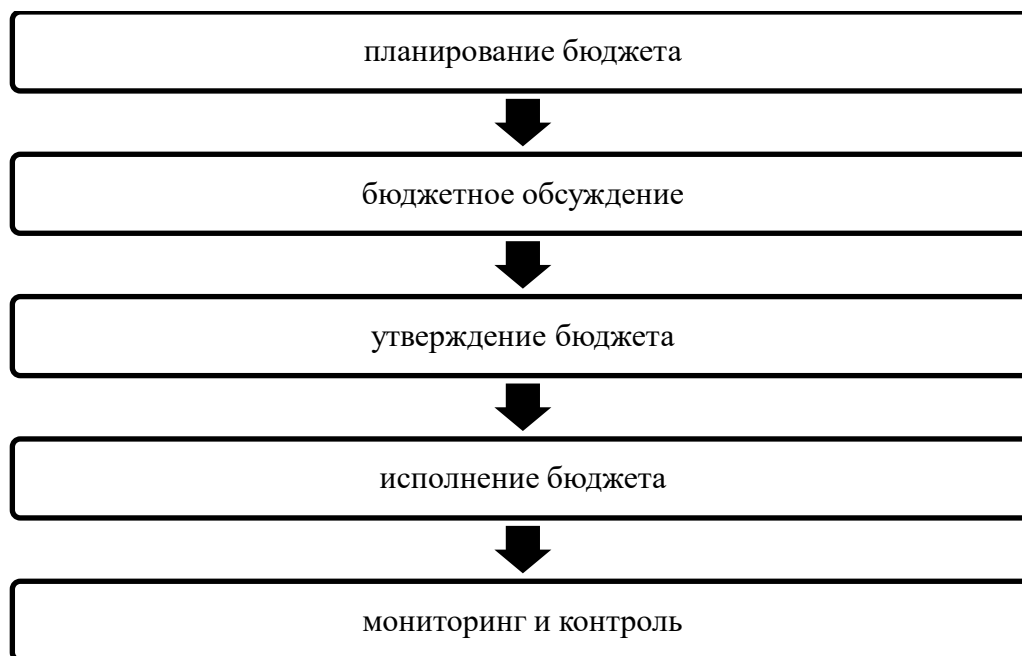 планирование бюджета
бюджетное обсуждение
утверждение бюджета
исполнение бюджета
мониторинг и контроль